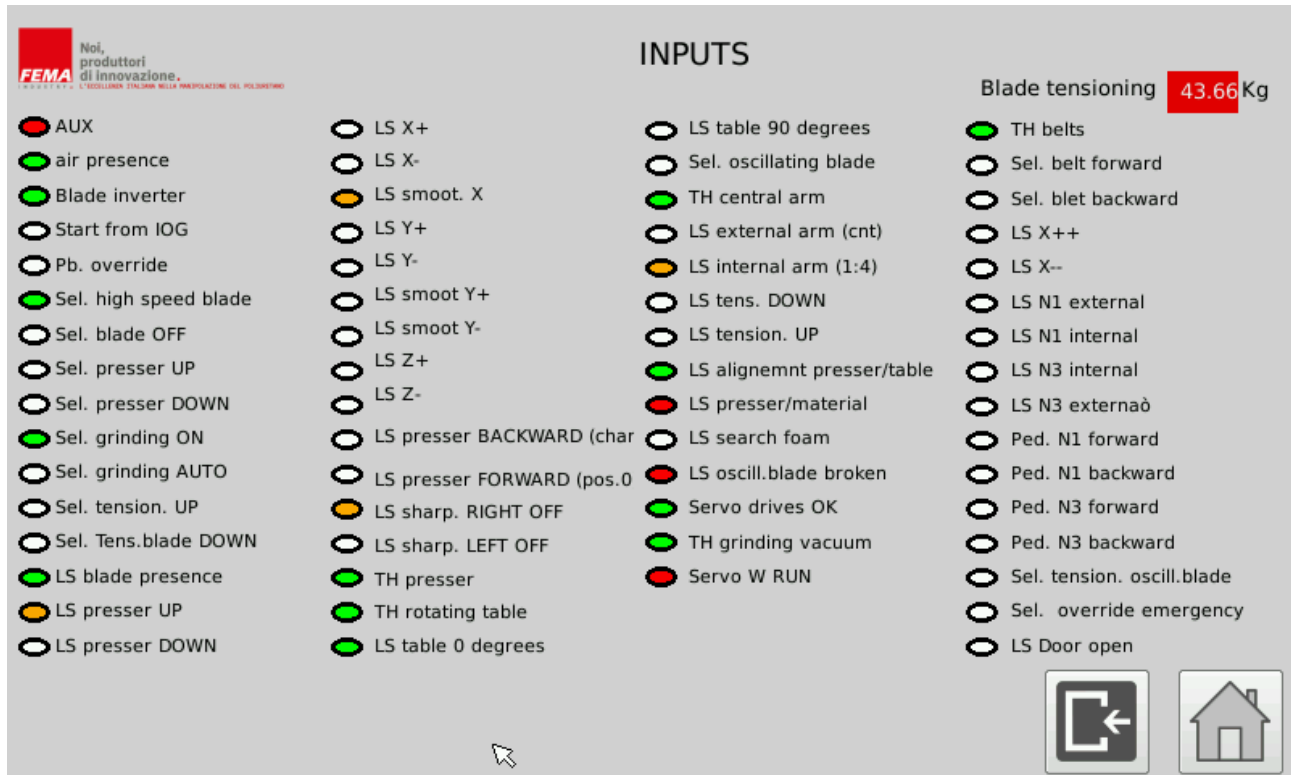 Noi,
produttori
di innovazione.
FEMA
INDUSTRY
L'ECCELLENZA ITALIANA NELLA MANIPOLAZIONE DEL POLIURETANO
INPUTS
Blade tensioning 43.66 Kg
AUX
air presence
Blade inverter
Start from IOG
Pb. override
Sel. high speed blade
Sel. blade OFF
Sel. presser UP
Sel. presser DOWN
Sel. grinding ON
Sel. grinding AUTO
Sel. tension. UP
Sel. Tens.blade DOWN
LS blade presence
LS presser UP
LS presser DOWN
LS X+
LS X-
LS smoot. X
LS Y+
LS Y-
LS smoot Y+
LS smoot Y-
LS Z+
LS Z-
LS presser BACKWARD (char
LS presser FORWARD (pos.0
LS sharp. RIGHT OFF
LS sharp. LEFT OFF
TH presser
TH rotating table
LS table 0 degrees
LS table 90 degrees
Sel. oscillating blade
TH central arm
LS external arm (cnt)
LS internal arm (1:4)
LS tens. DOWN
LS tension. UP
LS alignemnt presser/table
LS presser/material
LS search foam
LS oscill.blade broken
Servo drives OK
TH grinding vacuum
Servo W RUN
TH belts
Sel. belt forward
Sel. blet backward
LS X++
LS X--
LS N1 external
LS N1 internal
LS N3 internal
LS N3 externaò
Ped. N1 forward
Ped. N1 backward
Ped. N3 forward
Ped. N3 backward
Sel. tension. oscill.blade
Sel. override emergency
LS Door open